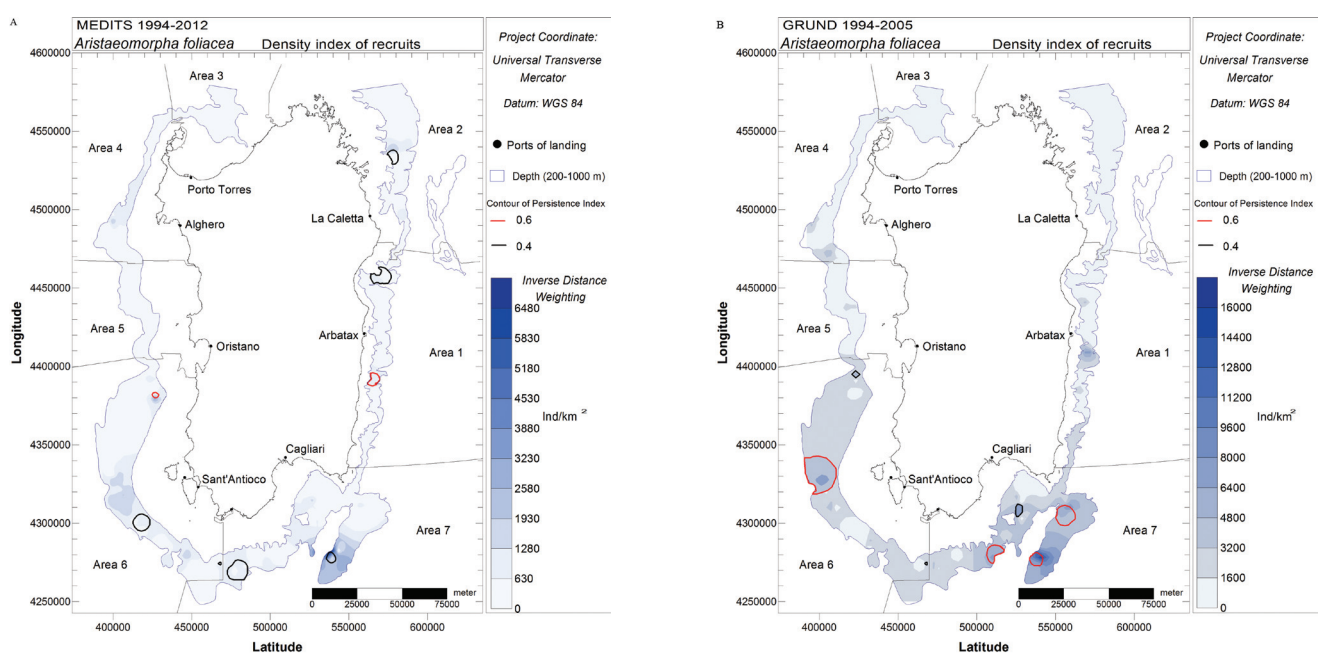 A
MEDITS 1994-2012
Aristaeomorpha foliacea Density index of recruits
4600000
4550000
4500000
4450000
4400000
4350000
4300000
4250000
Longitude
Area 3
Area 2
Area 4
Porto Torres
La Caletta
Alghero
Area 5
Oristano
Arbatax
Area 1
Cagliari
Sant'Antioco
Area 7
Area 6
meter
0 25000 50000 75000
400000 450000 500000 550000 600000
Latitude
Project Coordinate:
Universal Transverse
Mercator
Datum: WGS 84
Ports of landing
Depth (200-1000 m)
Contour of Persistence Index
0.6
0.4
Inverse Distance
Weighting
6480
5830
5180
4530
3880
3230
2580
1930
1280
630
0
Ind/km²
B
GRUND 1994-2005
Aristaeomorpha foliacea Density index of recruits
4600000
4550000
4500000
4450000
4400000
4350000
4300000
4250000
Longitude
Area 3
Area 2
Area 4
Porto Torres
La Caletta
Alghero
Area 5
Oristano
Arbatax
Area 1
Cagliari
Sant'Antioco
Area 7
Area 6
meter
0 25000 50000 75000
400000 450000 500000 550000 600000
Latitude
Project Coordinate:
Universal Transverse
Mercator
Datum: WGS 84
Ports of landing
Depth (200-1000 m)
Contour of Persistence Index
0.6
0.4
Inverse Distance
Weighting
16000
14400
12800
11200
9600
8000
6400
4800
3200
1600
0
Ind/km²